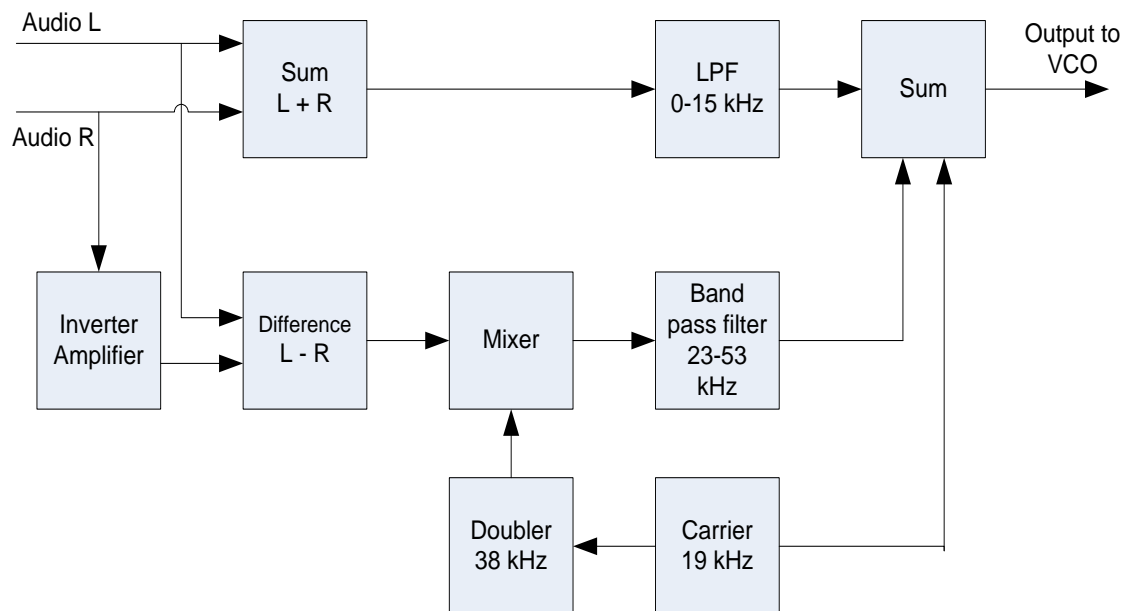 Audio L
Audio R
Sum
L + R
LPF
0-15 kHz
Sum
Output to
VCO
Inverter
Amplifier
Difference
L - R
Mixer
Band
pass filter
23-53
kHz
Doubler
38 kHz
Carrier
19 kHz